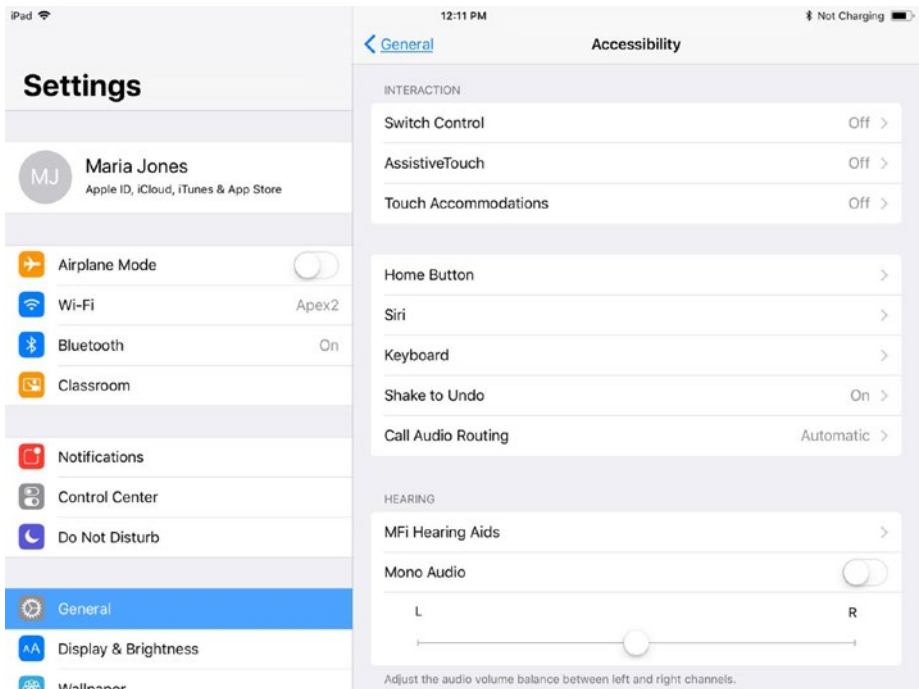 iPad
12:11 PM
Not Charging
Settings
MJ
Maria Jones
Apple ID, iCloud, iTunes & App Store
Airplane Mode
Wi-Fi Apex2
Bluetooth On
Classroom
Notifications
Control Center
Do Not Disturb
General
AA Display & Brightness
Wallpaper
General
Accessibility
INTERACTION
Switch Control Off
AssistiveTouch Off
Touch Accommodations Off
Home Button
Siri
Keyboard
Shake to Undo On
Call Audio Routing Automatic
HEARING
MFi Hearing Aids
Mono Audio
L R
Adjust the audio volume balance between left and right channels.